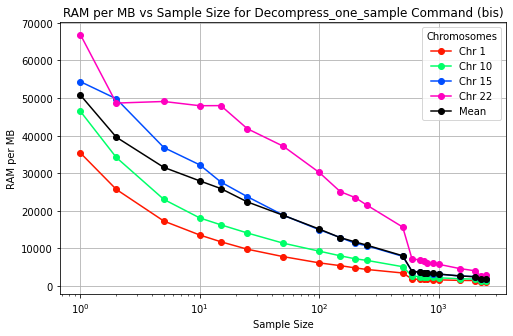 RAM per MB vs Sample Size for Decompress_one_sample Command (bis)
70000
60000
50000
40000
30000
20000
10000
0
RAM per MB
Chromosomes
Chr 1
Chr 10
Chr 15
Chr 22
Mean
10⁰
10¹
10²
10³
Sample Size